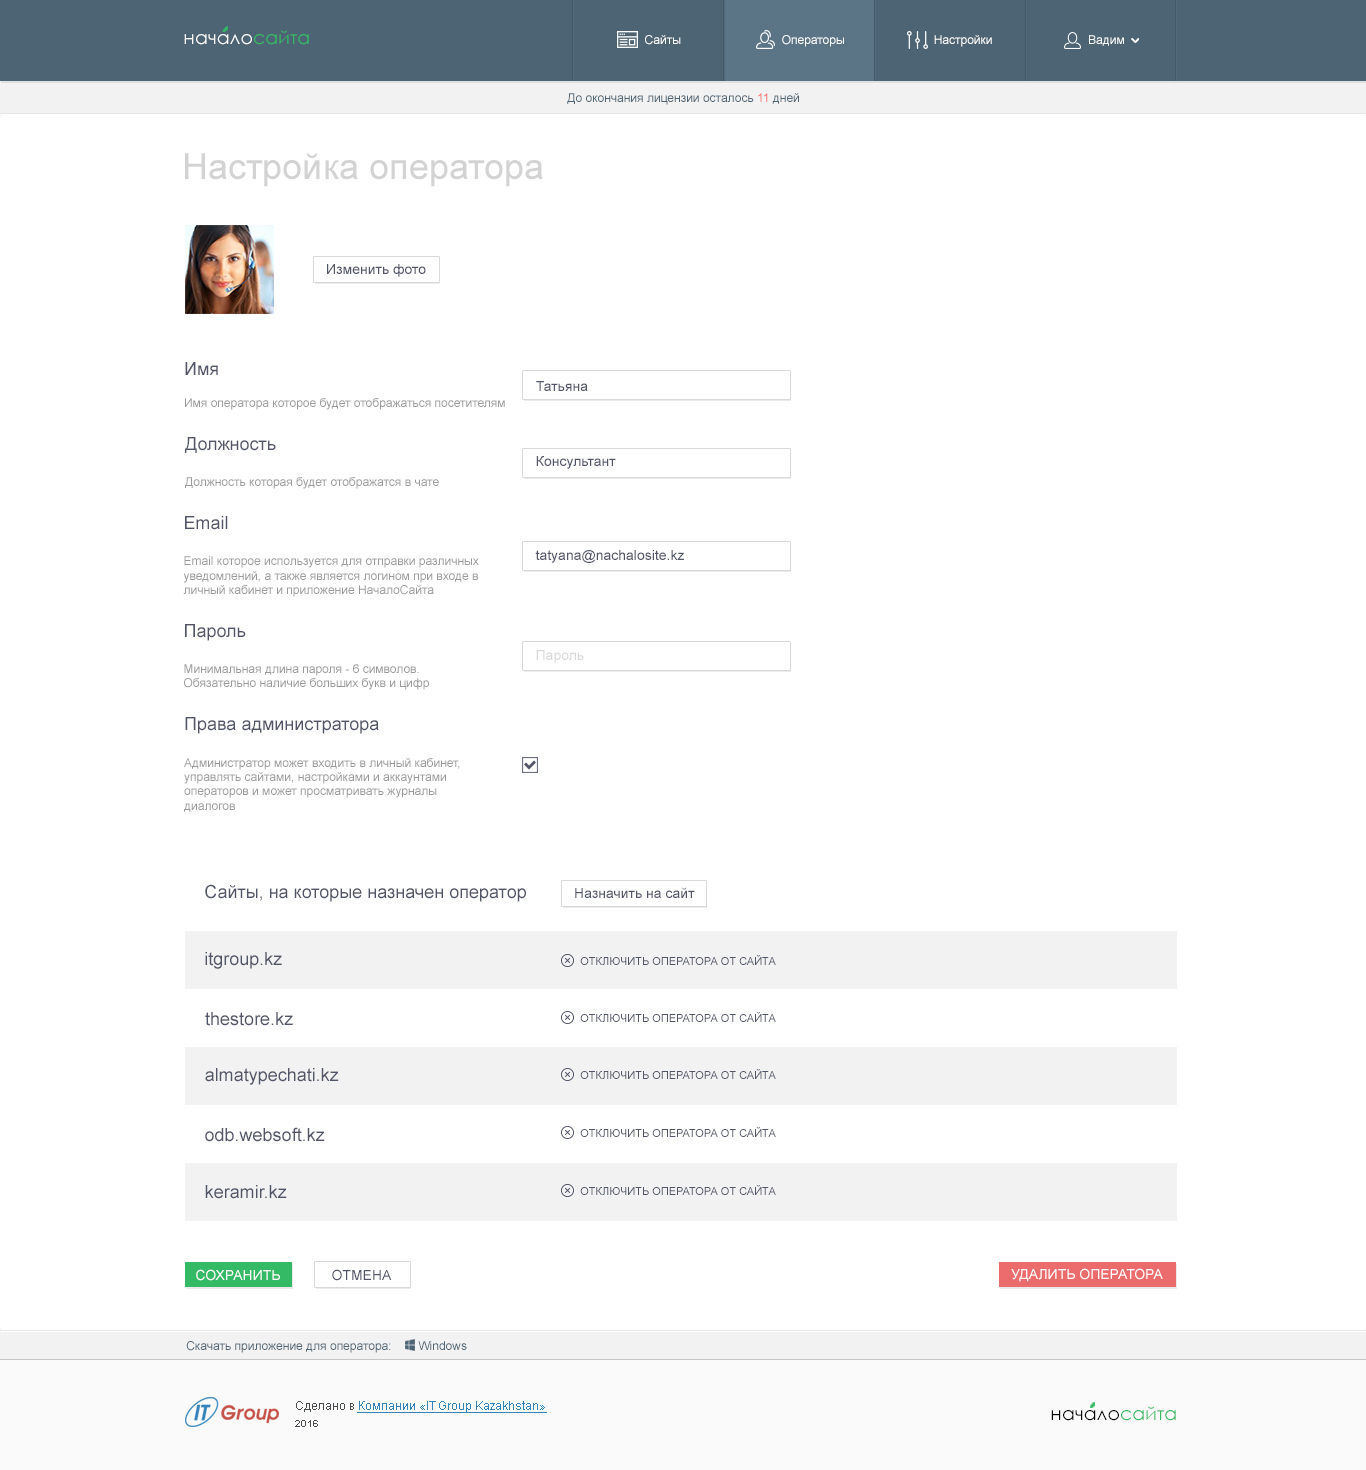 началосайта
Сайты
Операторы
Настройки
Вадим
До окончания лицензии осталось 11 дней
Настройка оператора
Изменить фото
Имя
Имя оператора которое будет отображаться посетителям
Татьяна
Должность
Должность которая будет отображатся в чате
Консультант
Email
Email которое используется для отправки различных
уведомлений, а также является логином при входе в
личный кабинет и приложение НачалоСайта
tatyana@nachalosite.kz
Пароль
Минимальная длина пароля - 6 символов.
Обязательно наличие больших букв и цифр
Пароль
Права администратора
Администратор может входить в личный кабинет,
управлять сайтами, настройками и аккаунтами
операторов и может просматривать журналы
диалогов
Сайты, на которые назначен оператор
Назначить на сайт
itgroup.kz
ОТКЛЮЧИТЬ ОПЕРАТОРА ОТ САЙТА
thestore.kz
ОТКЛЮЧИТЬ ОПЕРАТОРА ОТ САЙТА
almatypechati.kz
ОТКЛЮЧИТЬ ОПЕРАТОРА ОТ САЙТА
odb.websoft.kz
ОТКЛЮЧИТЬ ОПЕРАТОРА ОТ САЙТА
keramir.kz
ОТКЛЮЧИТЬ ОПЕРАТОРА ОТ САЙТА
СОХРАНИТЬ
ОТМЕНА
УДАЛИТЬ ОПЕРАТОРА
Скачать приложение для оператора:
Windows
IT Group
Сделано в Компании «IT Group Kazakhstan»
2016
началосайта